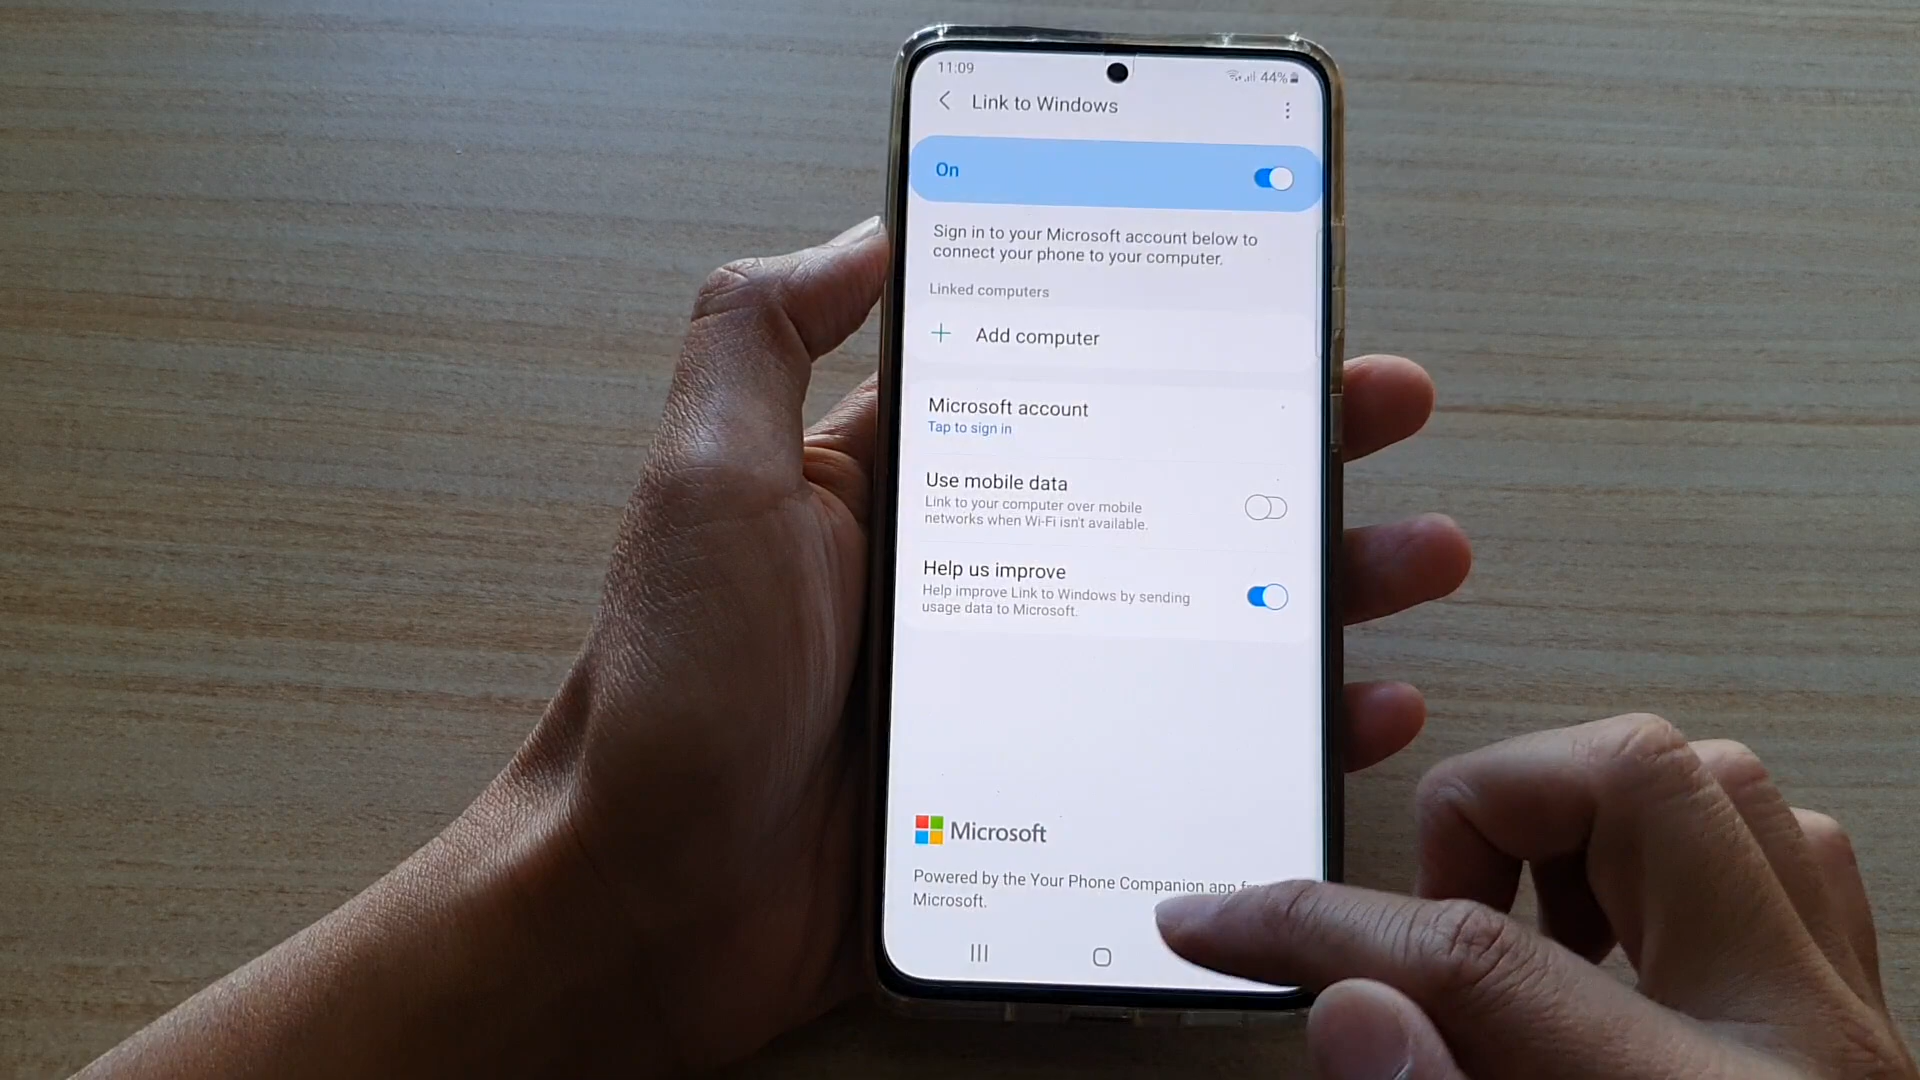 11:09
44%
Link to Windows
On
Sign in to your Microsoft account below to
connect your phone to your computer.
Linked computers
+ Add computer
Microsoft account
Tap to sign in
Use mobile data
Link to your computer over mobile
networks when Wi-Fi isn't available.
Help us improve
Help improve Link to Windows by sending
usage data to Microsoft.
Microsoft
Powered by the Your Phone Companion app
Microsoft.